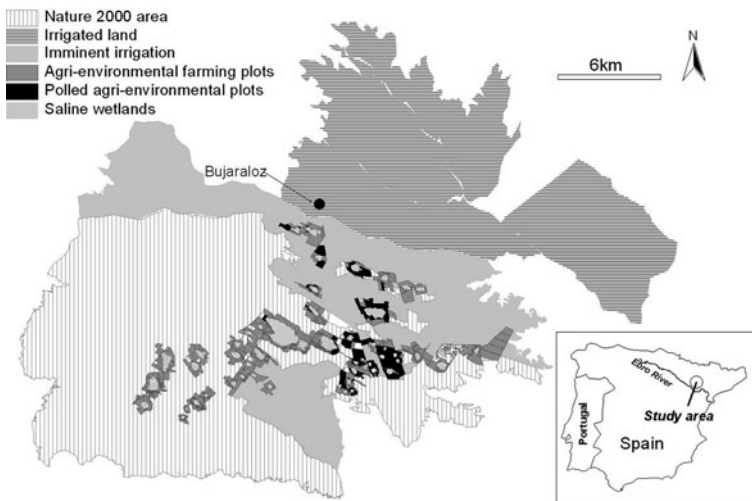 Nature 2000 area
Irrigated land
Imminent irrigation
Agri-environmental farming plots
Polled agri-environmental plots
Saline wetlands
N
6km
Bujaraloz
Ebro River
Portugal
Study area
Spain